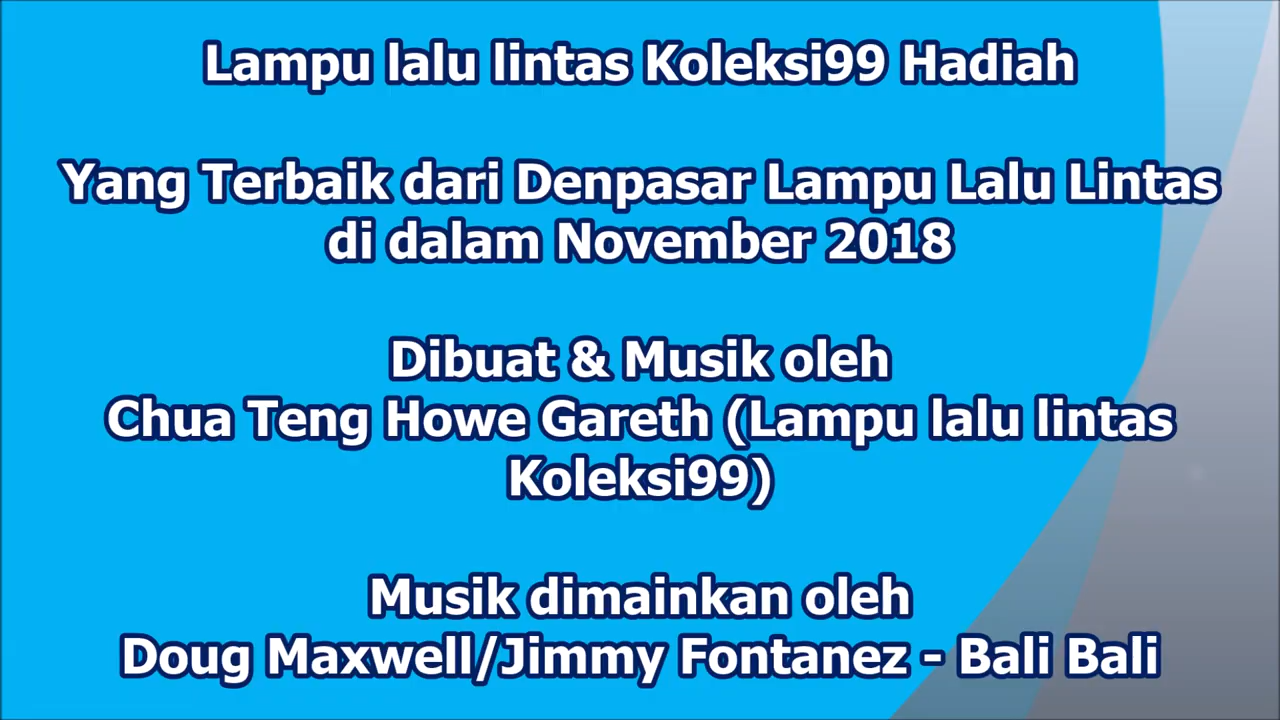 Lampu lalu lintas Koleksi99 Hadiah
Yang Terbaik dari Denpasar Lampu Lalu Lintas
di dalam November 2018
Dibuat & Musik oleh
Chua Teng Howe Gareth (Lampu lalu lintas
Koleksi99)
Musik dimainkan oleh
Doug Maxwell/Jimmy Fontanez - Bali Bali